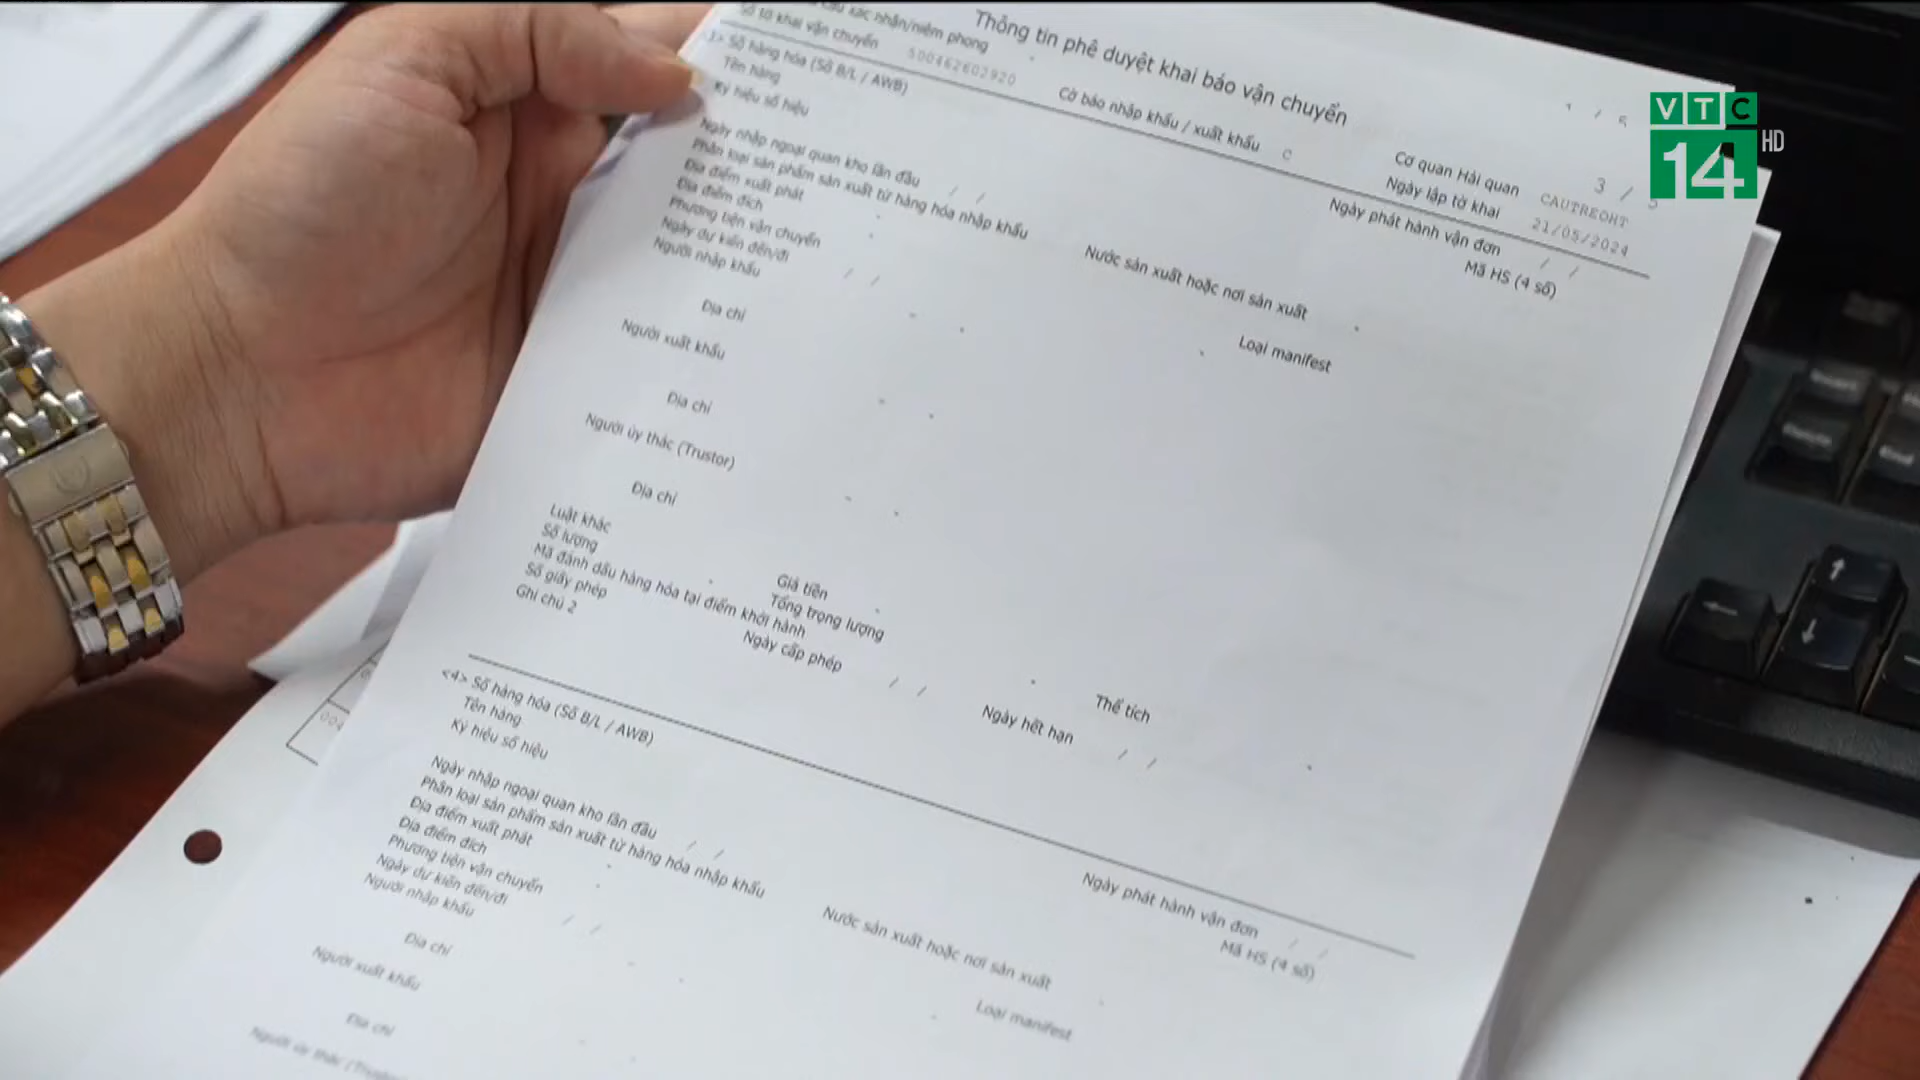 VTC
14 HD
Thông tin phê duyệt khai báo vận chuyển
xác nhận/niêm phong
Số tờ khai vận chuyển 500462602920
Cờ báo nhập khẩu / xuất khẩu C
3 /
Cơ quan Hải quan CAUTREOHT
Ngày lập tờ khai 21/05/2024
Số hàng hóa (Số B/L / AWB)
Ngày phát hành vận đơn / /
Tên hàng
Mã HS (4 số)
Ký hiệu số hiệu
Ngày nhập ngoại quan kho lần đầu / /
Phân loại sản phẩm sản xuất từ hàng hóa nhập khẩu
Nước sản xuất hoặc nơi sản xuất
Địa điểm xuất phát
Địa điểm đích
Phương tiện vận chuyển
Loại manifest
Ngày dự kiến đến/đi / /
Người nhập khẩu
Địa chỉ
Người xuất khẩu
Địa chỉ
Người ủy thác (Trustor)
Địa chỉ
Luật khác
Giá tiền
Số lượng
Tổng trọng lượng
Thể tích
Mã đánh dấu hàng hóa tại điểm khởi hành
Số giấy phép
Ngày cấp phép / /
Ngày hết hạn / /
Ghi chú 2
<4> Số hàng hóa (Số B/L / AWB)
Ngày phát hành vận đơn / /
Tên hàng
Mã HS (4 số)
Ký hiệu số hiệu
Ngày nhập ngoại quan kho lần đầu / /
Phân loại sản phẩm sản xuất từ hàng hóa nhập khẩu
Nước sản xuất hoặc nơi sản xuất
Địa điểm xuất phát
Địa điểm đích
Phương tiện vận chuyển
Loại manifest
Ngày dự kiến đến/đi / /
Người nhập khẩu
Địa chỉ
Người xuất khẩu
Địa chỉ
Người ủy thác (Trustor)
End